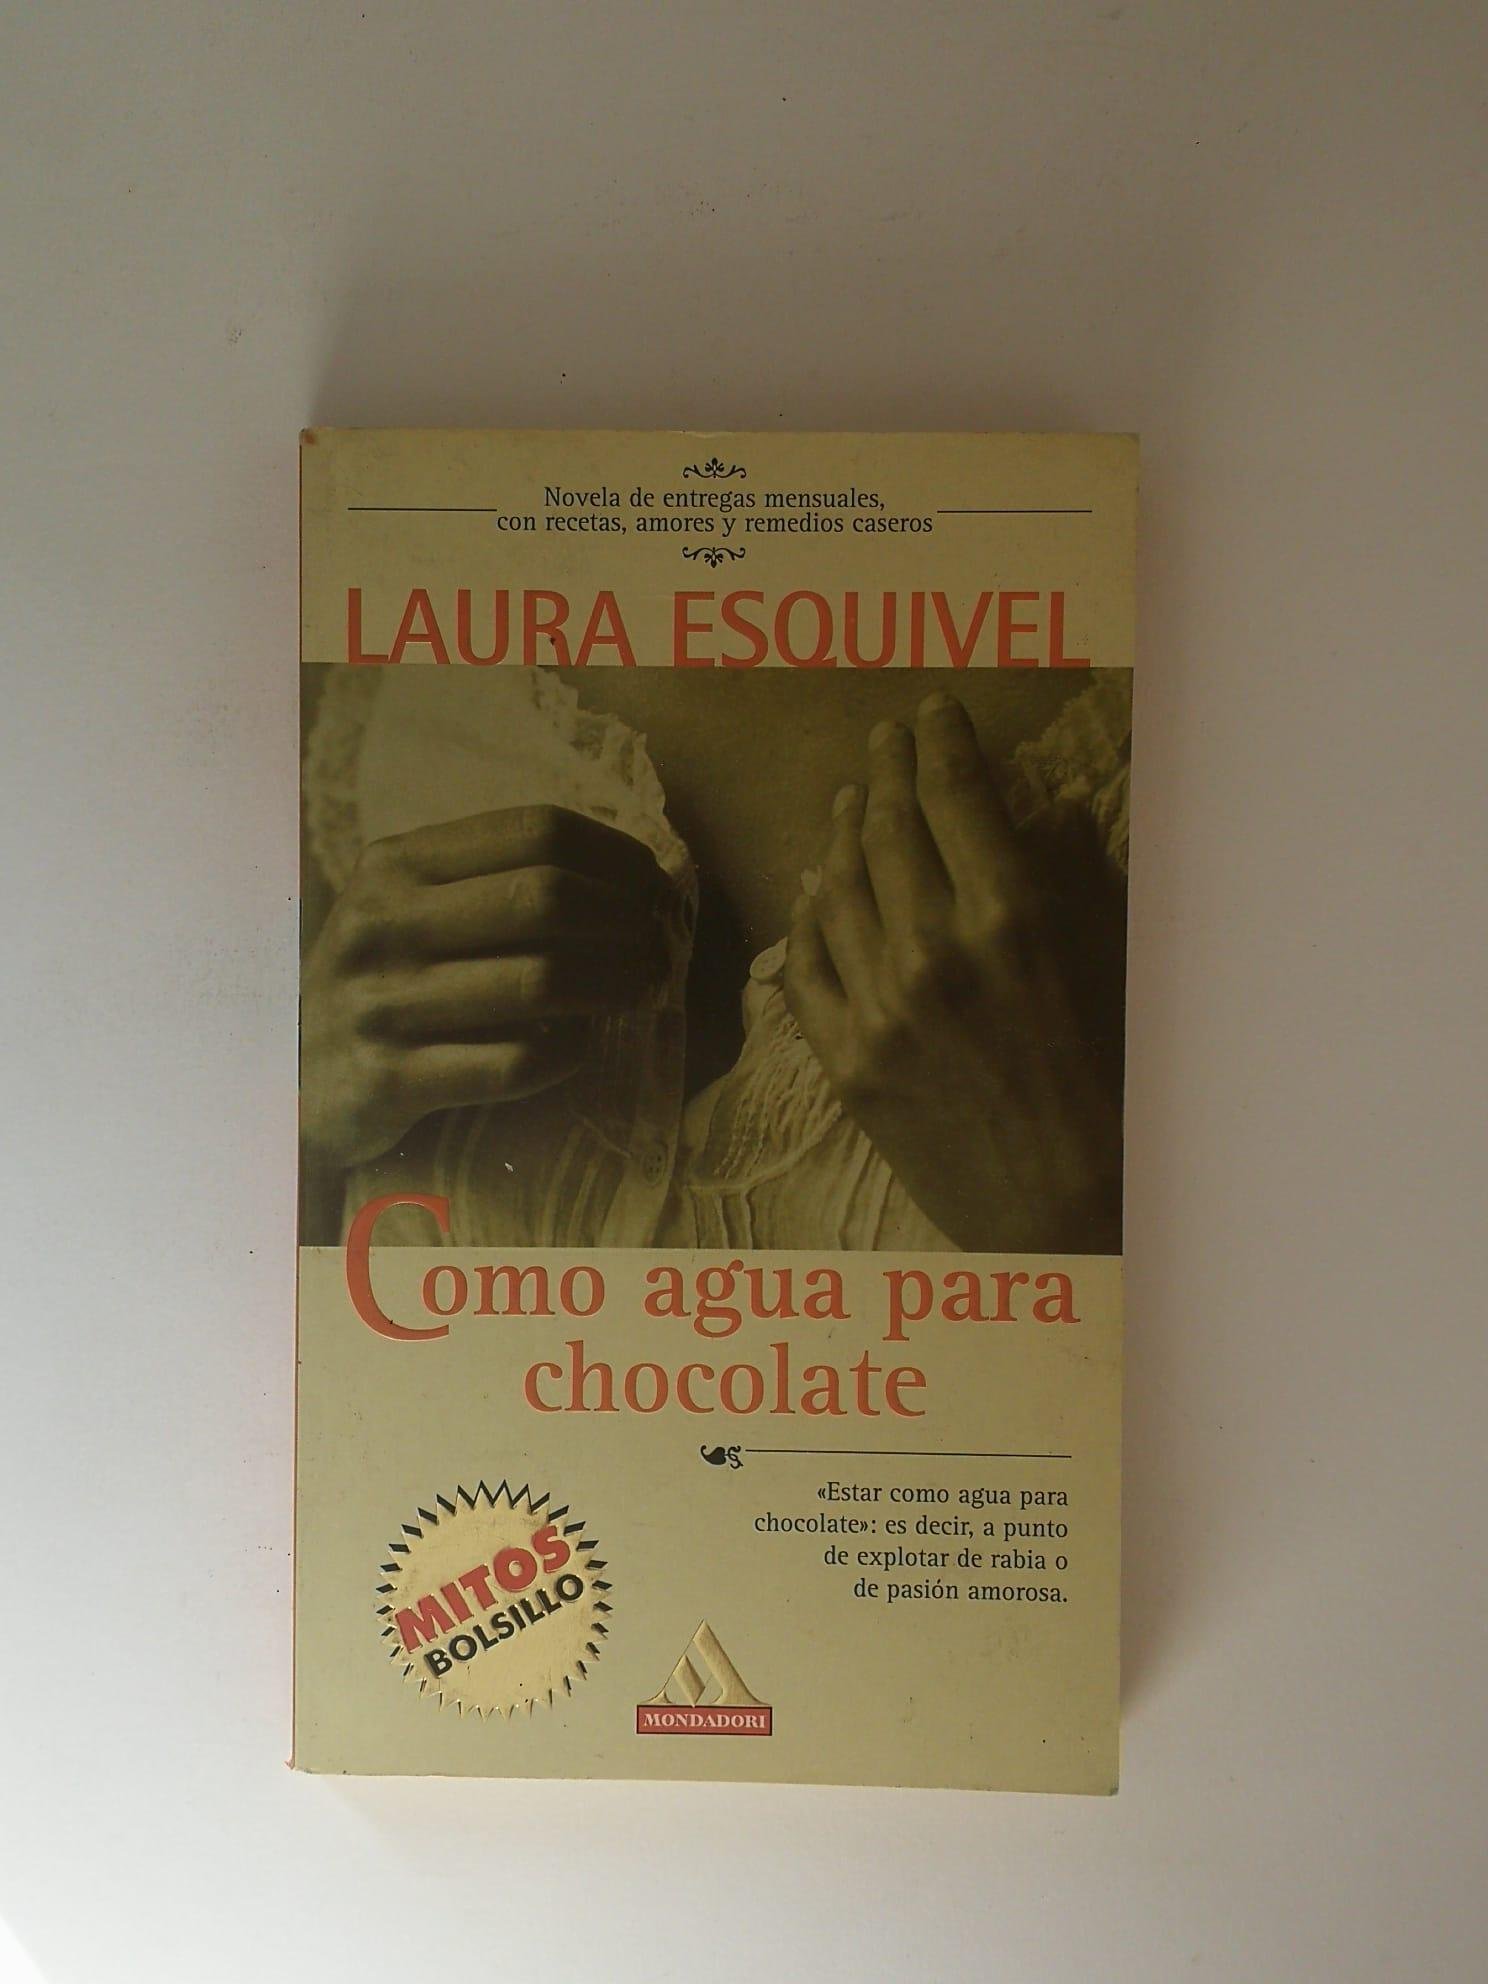 Novela de entregas mensuales,
con recetas, amores y remedios caseros
LAURA ESQUIVEL
Como agua para
chocolate
«Estar como agua para
chocolate»: es decir, a punto
de explotar de rabia o
de pasión amorosa.
MITOS
BOLSILLO
MONDADORI